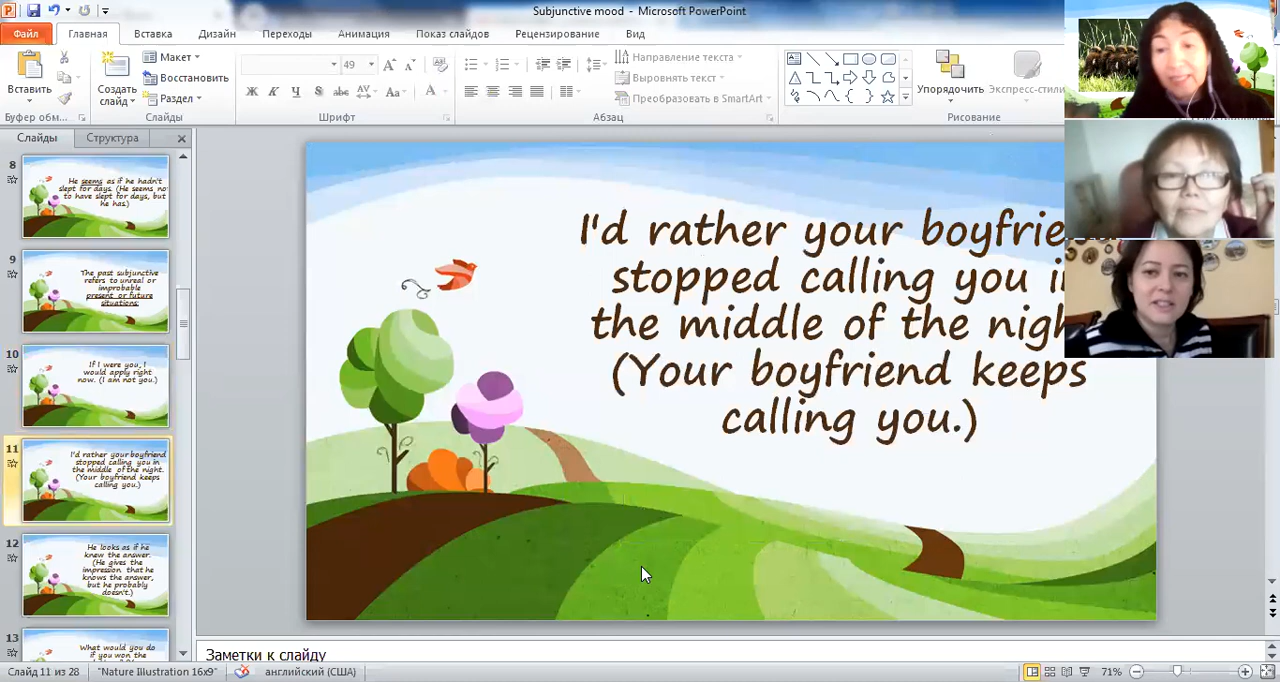 Subjunctive mood - Microsoft PowerPoint
Файл Главная Вставка Дизайн Переходы Анимация Показ слайдов Рецензирование Вид
Вставить
Создать слайд
Макет
Восстановить
Раздел
49
Ж К Ч S abc AV Aa А
Направление текста
Выровнять текст
Преобразовать в SmartArt
Упорядочить
Экспресс-стили
Буфер обм...
Слайды
Шрифт
Абзац
Рисование
Слайды Структура
8
He seems as if he hadn't
slept for days. (He seems no
to have slept for days, but
he has.)
9
The past subjunctive
refers to unreal or
improbable
present or future
situations:
10
If I were you, I
would apply right
now. (I am not you.)
11
I'd rather your boyfriend
stopped calling you in
the middle of the night.
(Your boyfriend keeps
calling you.)
12
He looks as if he
knew the answer.
(He gives the
impression that he
knows the answer,
but he probably
doesn't.)
13
What would you do
if you won the
I'd rather your boyfrie
stopped calling you i
the middle of the nigh
(Your boyfriend keeps
calling you.)
Заметки к слайду
Слайд 11 из 28 "Nature Illustration 16x9" английский (США) 71%